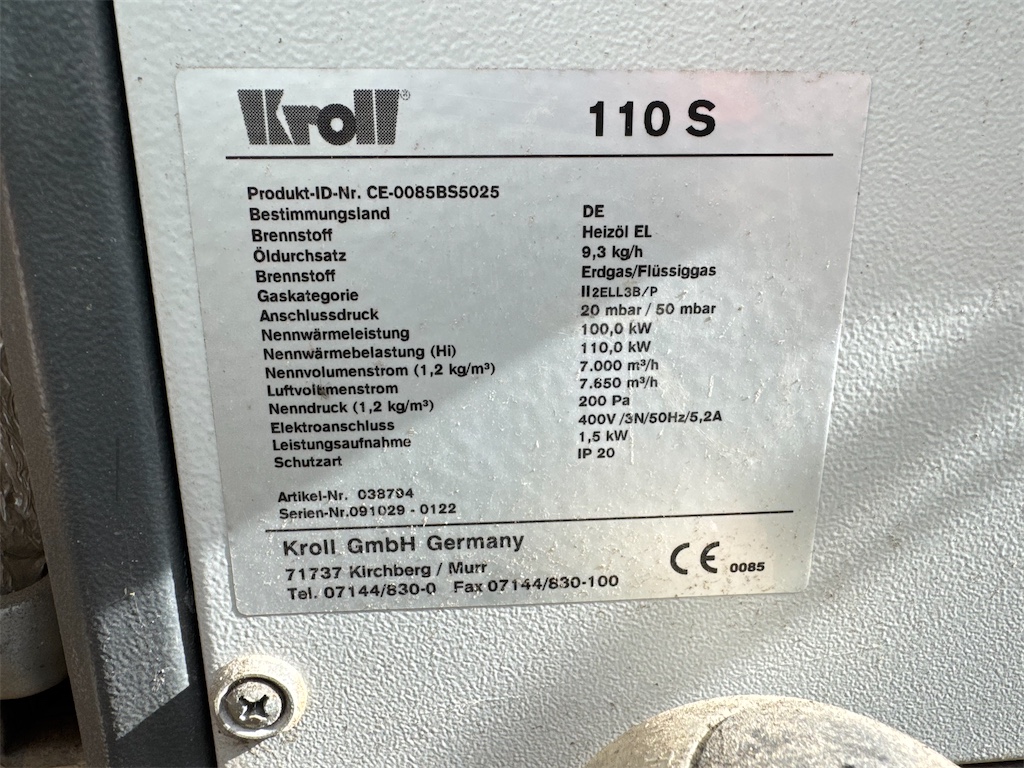 Kroll® 110 S
Produkt-ID-Nr. CE-0085BS5025
Bestimmungsland DE
Brennstoff Heizöl EL
Öldurchsatz 9,3 kg/h
Brennstoff Erdgas/Flüssiggas
Gaskategorie II2ELL3B/P
Anschlussdruck 20 mbar / 50 mbar
Nennwärmeleistung 100,0 kW
Nennwärmebelastung (Hi) 110,0 kW
Nennvolumenstrom (1,2 kg/m³) 7.000 m³/h
Luftvolumenstrom 7.650 m³/h
Nenndruck (1,2 kg/m³) 200 Pa
Elektroanschluss 400V/3N/50Hz/5,2A
Leistungsaufnahme 1,5 kW
Schutzart IP 20
Artikel-Nr. 038704
Serien-Nr.091029 - 0122
Kroll GmbH Germany
71737 Kirchberg / Murr
Tel. 07144/830-0 Fax 07144/830-100
CE 0085